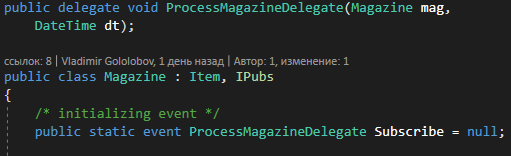 public delegate void ProcessMagazineDelegate(Magazine mag,
DateTime dt);
ссылок: 8 | Vladimir Gololobov, 1 день назад | Автор: 1, изменение: 1
public class Magazine : Item, IPubs
{
/* initializing event */
public static event ProcessMagazineDelegate Subscribe = null;